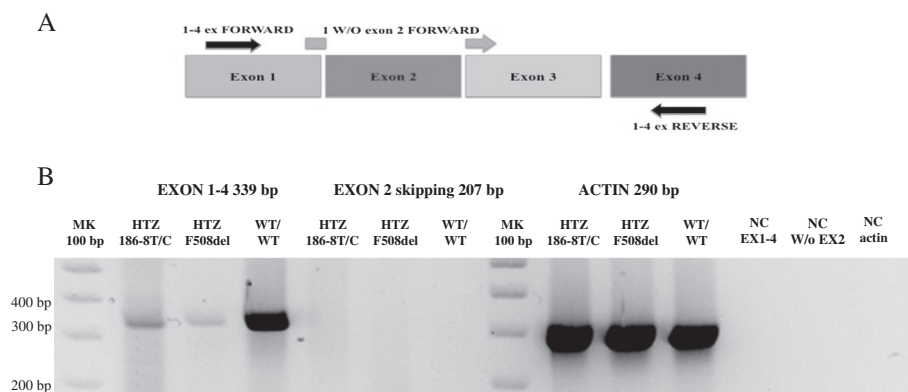 A
1-4 ex FORWARD 1 W/O exon 2 FORWARD
Exon 1 Exon 2 Exon 3 Exon 4
1-4 ex REVERSE
B
EXON 1-4 339 bp EXON 2 skipping 207 bp ACTIN 290 bp
MK HTZ HTZ WT/ HTZ HTZ WT/ MK HTZ HTZ WT/ NC NC NC
100 bp 186-8T/C F508del WT 186-8T/C F508del WT 100 bp 186-8T/C F508del WT EX1-4 W/o EX2 actin
400 bp
300 bp
200 bp